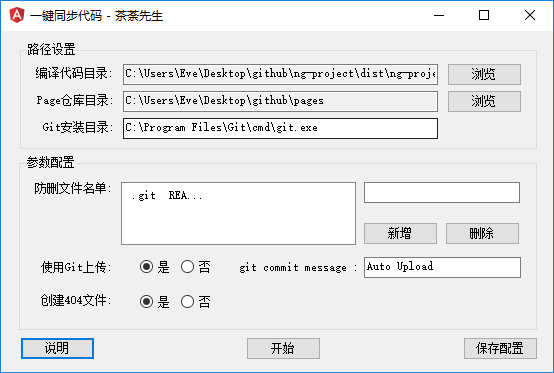 一键同步代码 - 茶茶先生
路径设置
编译代码目录: C:\Users\Eve\Desktop\github\ng-project\dist\ng-proje 浏览
Page仓库目录: C:\Users\Eve\Desktop\github\pages 浏览
Git安装目录: C:\Program Files\Git\cmd\git.exe
参数配置
防删文件名单: .git REA...
新增 删除
使用Git上传: 是 否 git commit message : Auto Upload
创建404文件: 是 否
说明 开始 保存配置